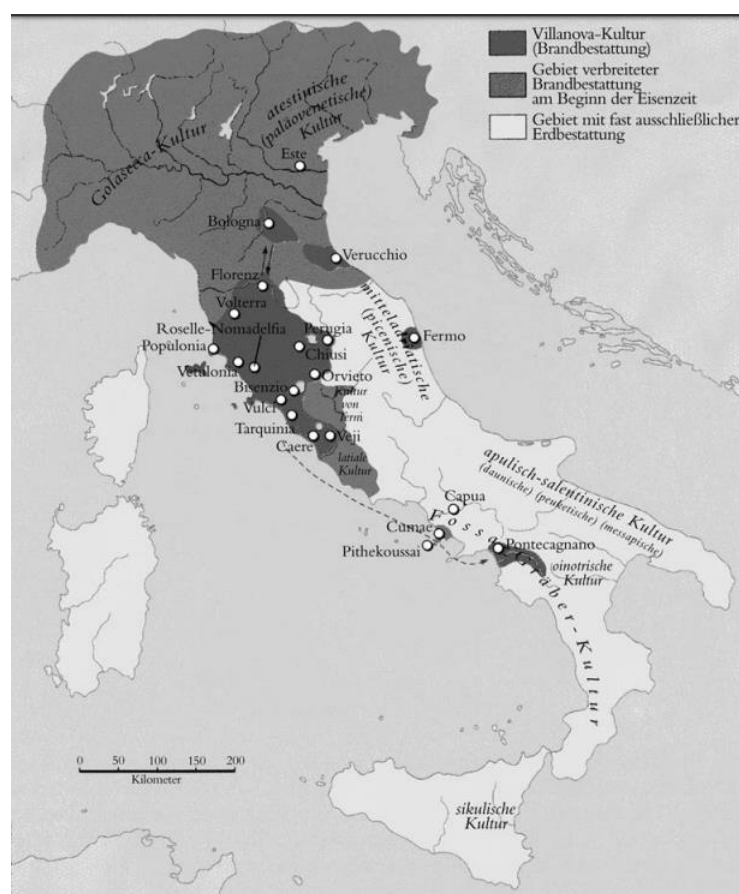 Villanova-Kultur
(Brandbestattung)
Gebiet verbreiteter
Brandbestattung
am Beginn der Eisenzeit
Gebiet mit fast ausschließlicher
Erdbestattung
atestinische
(paläovenetische)
Kultur
Golasecca-Kultur
Este
Bologna
Verucchio
Florenz
Volterra
Roselle-Nomadelfia
Populonia
Vetulonia
Perugia
Chiusi
Bisenzio
Orvieto
Vulci
Kultur
von
Terni
Tarquinia
Caere
Veji
latiale
Kultur
mitteladriatische
(picenische)
Kultur
Fermo
apulisch-salentinische Kultur
(daunische) (peuketische) (messapische)
Capua
Cumae
Pithekoussai
Fossa-Gräber-Kultur
Pontecagnano
oinotrische
Kultur
0 50 100 200
Kilometer
sikulische
Kultur